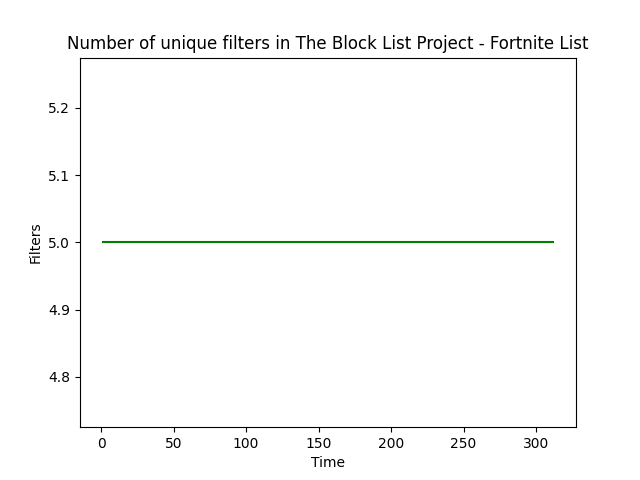 Number of unique filters in The Block List Project - Fortnite List
5.2
5.1
5.0
4.9
4.8
Filters
0 50 100 150 200 250 300
Time